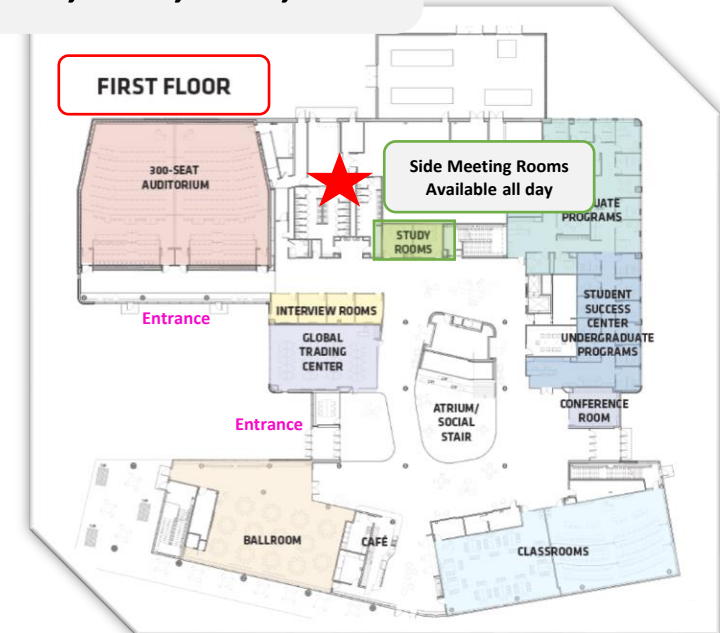 FIRST FLOOR
300-SEAT
AUDITORIUM
Side Meeting Rooms
Available all day
PROGRAMS
STUDY
ROOMS
Entrance
INTERVIEW ROOMS
GLOBAL
TRADING
CENTER
STUDENT
SUCCESS
CENTER
UNDERGRADUATE
PROGRAMS
CONFERENCE
ROOM
Entrance
ATRIUM/
SOCIAL
STAIR
BALLROOM
CAFÉ
CLASSROOMS